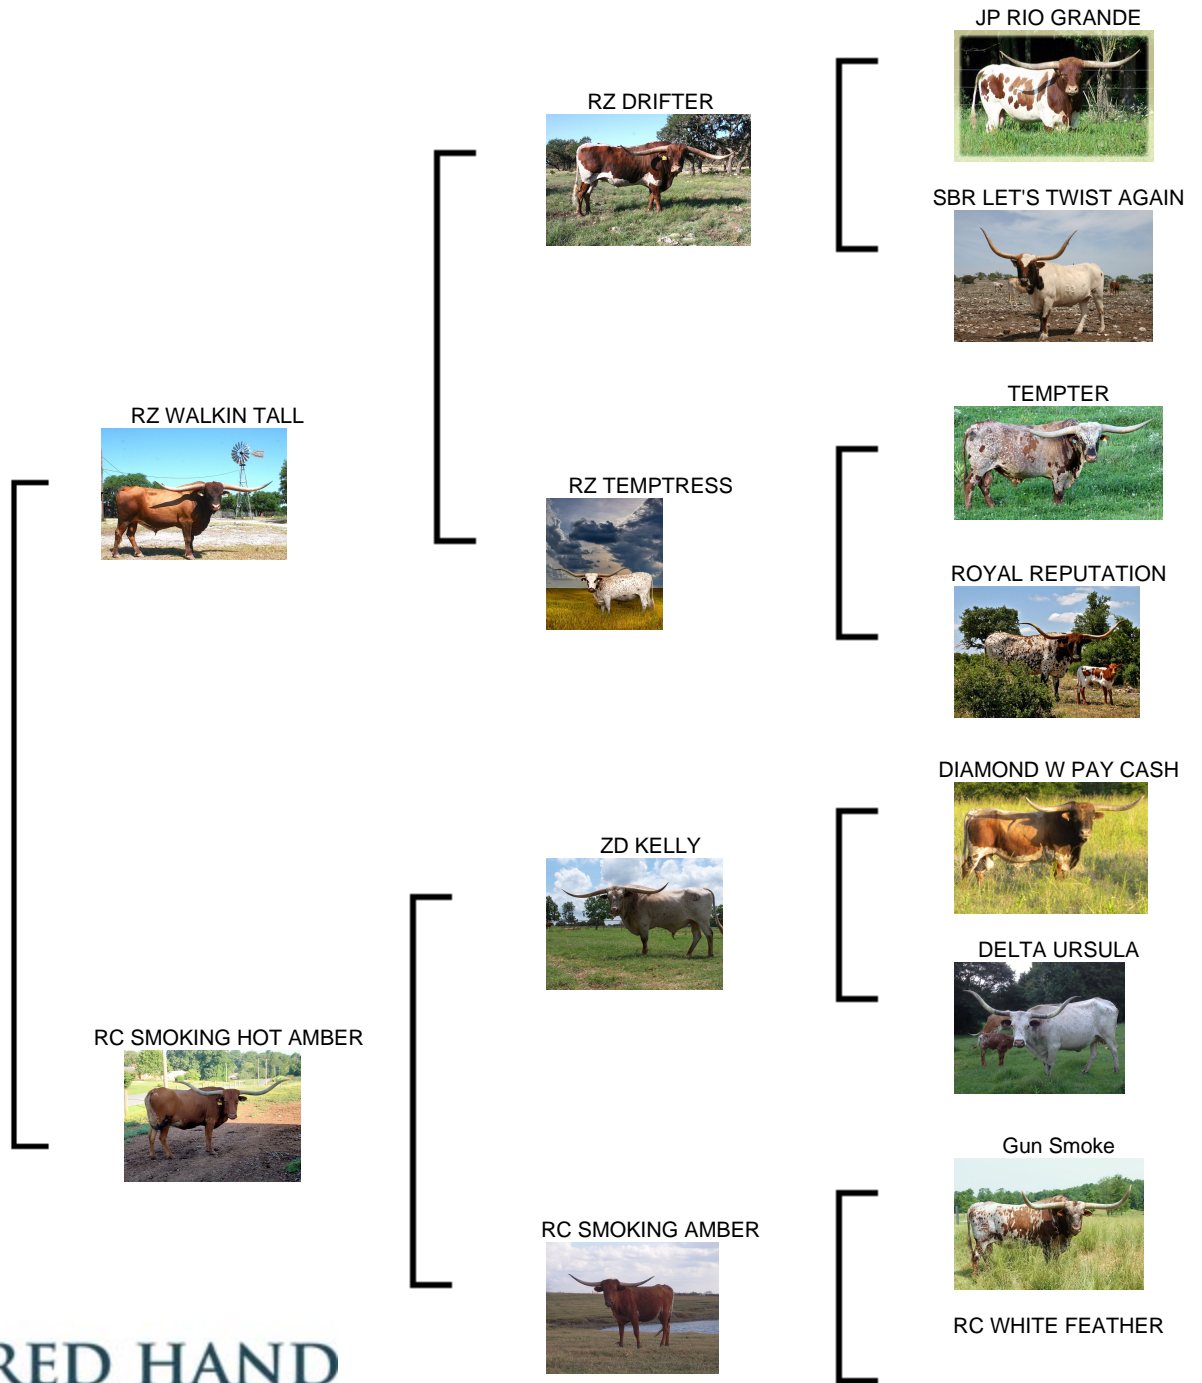 JP RIO GRANDE
RZ DRIFTER
SBR LET'S TWIST AGAIN
TEMPTER
RZ WALKIN TALL
RZ TEMPTRESS
ROYAL REPUTATION
DIAMOND W PAY CASH
ZD KELLY
DELTA URSULA
RC SMOKING HOT AMBER
Gun Smoke
RC SMOKING AMBER
RC WHITE FEATHER
RED HAND